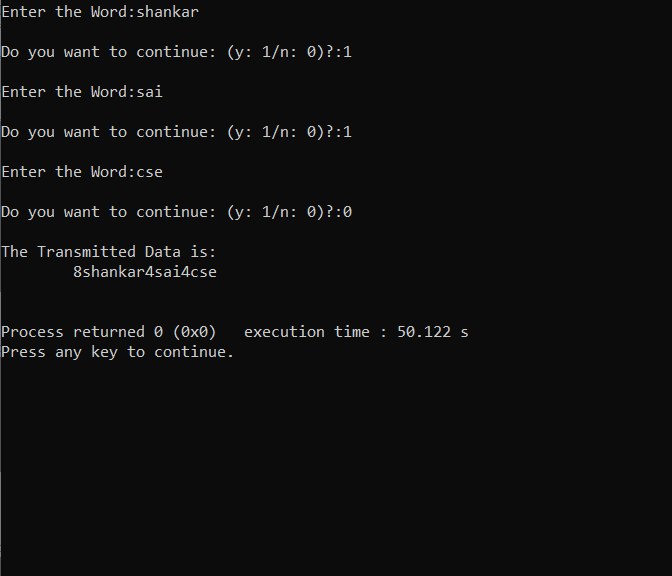 Enter the Word:shankar
Do you want to continue: (y: 1/n: 0)?:1
Enter the Word:sai
Do you want to continue: (y: 1/n: 0)?:1
Enter the Word:cse
Do you want to continue: (y: 1/n: 0)?:0
The Transmitted Data is:
8shankar4sai4cse
Process returned 0 (0x0)   execution time : 50.122 s
Press any key to continue.